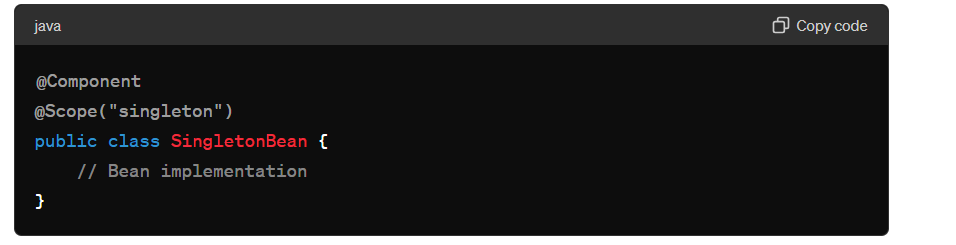 java
Copy code
@Component
@Scope("singleton")
public class SingletonBean {
    // Bean implementation
}